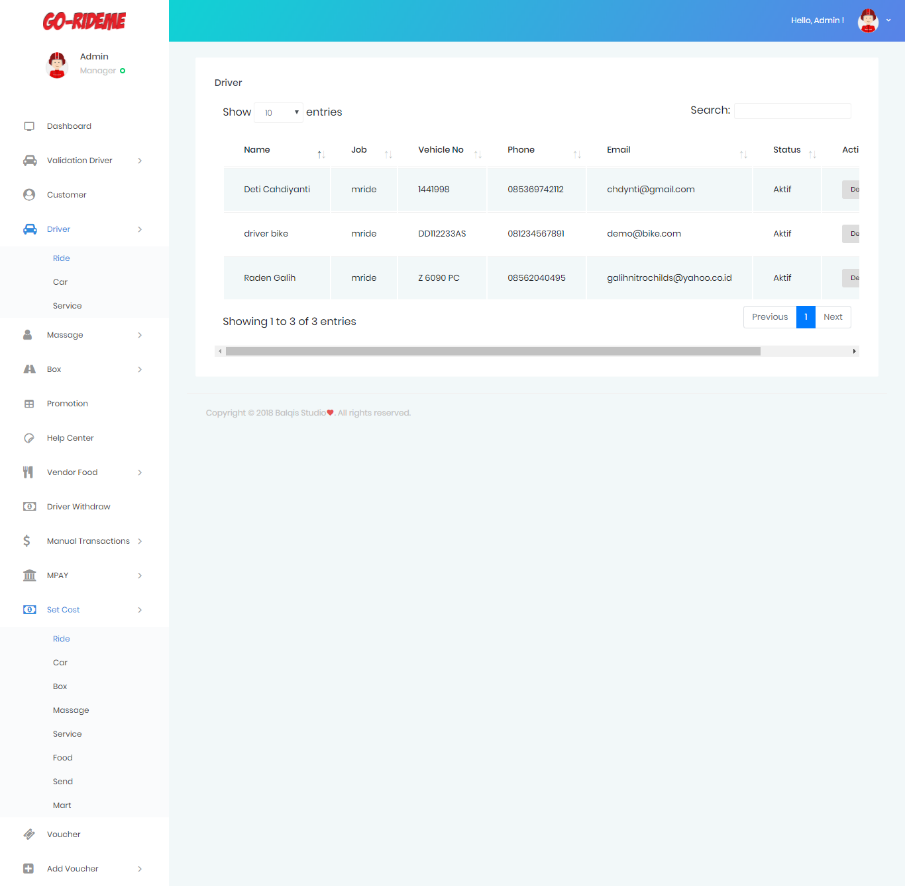 GO-RIDEME
Admin
Manager
Dashboard
Validation Driver
Customer
Driver
Ride
Car
Service
Massage
Box
Promotion
Help Center
Vendor Food
Driver Withdraw
Manual Transactions
MPAY
Set Cost
Ride
Car
Box
Massage
Service
Food
Send
Mart
Voucher
Add Voucher
Hello, Admin !
Driver
Show 10 entries
Search:
Name Job Vehicle No Phone Email Status Acti
Deti Cahdiyanti mride 1441998 085369742112 chdynti@gmail.com Aktif De
driver bike mride DD112233AS 081234567891 demo@bike.com Aktif De
Raden Galih mride Z 6090 PC 08562040495 galihnitrochilds@yahoo.co.id Aktif De
Showing 1 to 3 of 3 entries
Previous 1 Next
Copyright © 2018 Balqis Studio❤. All rights reserved.